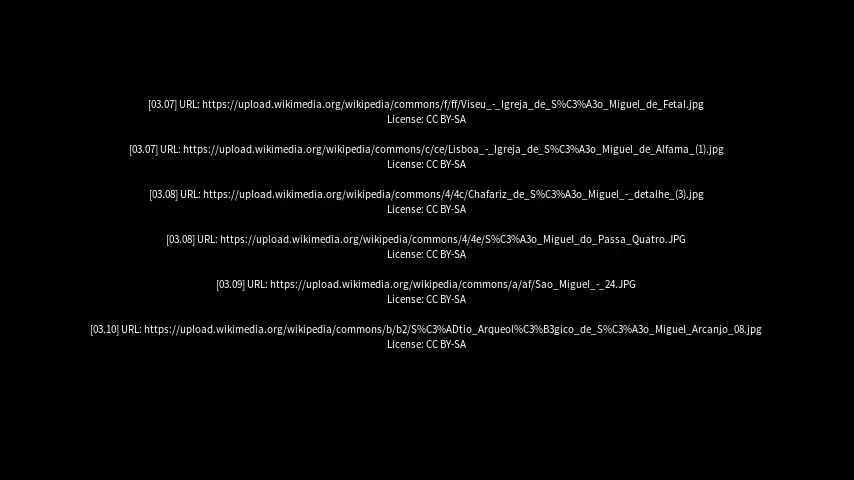 [03.07] URL: https://upload.wikimedia.org/wikipedia/commons/f/ff/Viseu_-_Igreja_de_S%C3%A3o_Miguel_de_Fetal.jpg
License: CC BY-SA
[03.07] URL: https://upload.wikimedia.org/wikipedia/commons/c/ce/Lisboa_-_Igreja_de_S%C3%A3o_Miguel_de_Alfama_(1).jpg
License: CC BY-SA
[03.08] URL: https://upload.wikimedia.org/wikipedia/commons/4/4c/Chafariz_de_S%C3%A3o_Miguel_-_detalhe_(3).jpg
License: CC BY-SA
[03.08] URL: https://upload.wikimedia.org/wikipedia/commons/4/4e/S%C3%A3o_Miguel_do_Passa_Quatro.JPG
License: CC BY-SA
[03.09] URL: https://upload.wikimedia.org/wikipedia/commons/a/af/Sao_Miguel_-_24.JPG
License: CC BY-SA
[03.10] URL: https://upload.wikimedia.org/wikipedia/commons/b/b2/S%C3%ADtio_Arqueol%C3%B3gico_de_S%C3%A3o_Miguel_Arcanjo_08.jpg
License: CC BY-SA